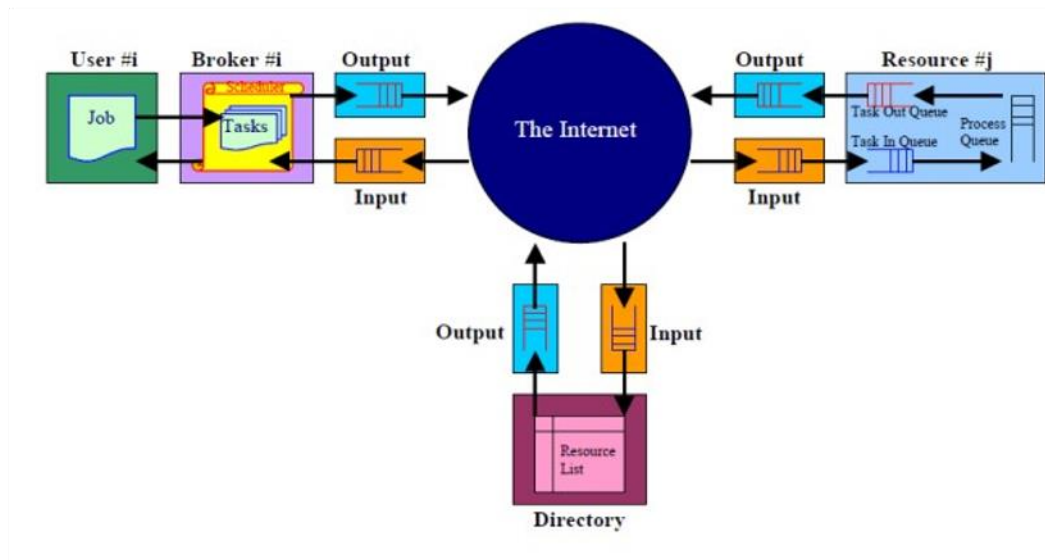 User #i
Broker #i
Output
Output
Resource #j
Scheduler
Job
Tasks
The Internet
Task Out Queue
Process
Queue
Task In Queue
Input
Input
Output
Input
Resource
List
Directory